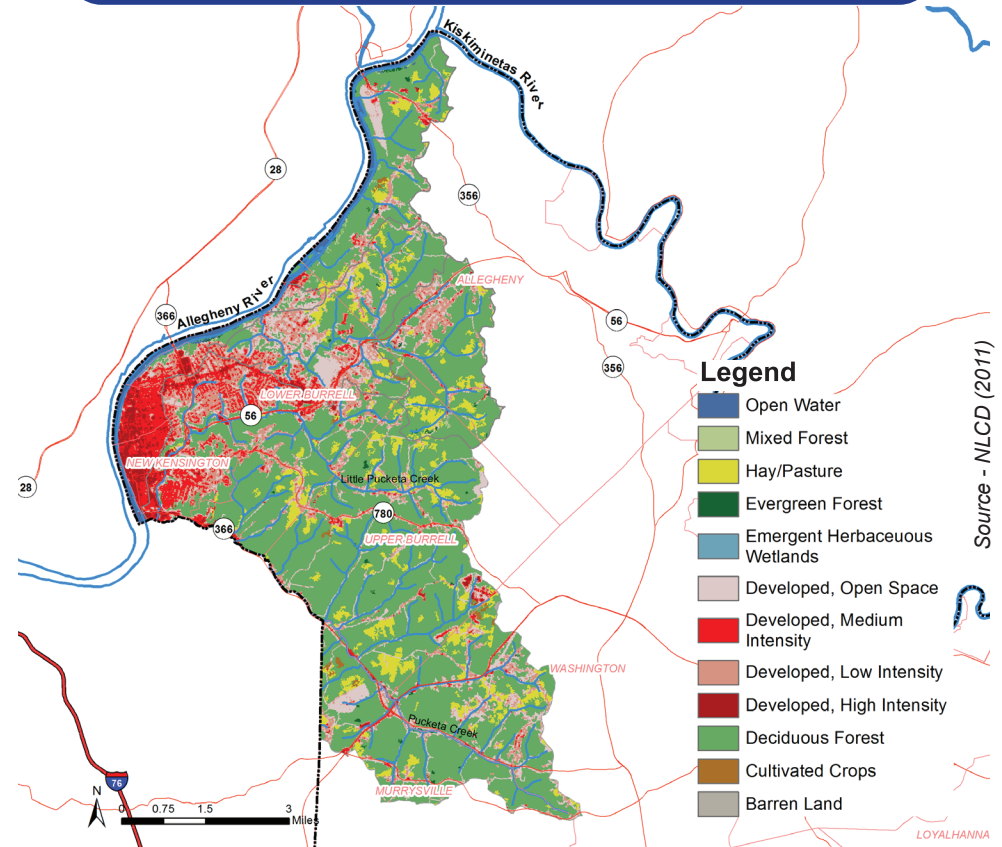 Kiskiminetas River
28
356
ALLEGHENY
Allegheny River
366
56
356
LOWER BURRELL
56
NEW KENSINGTON
28
Little Pucketa Creek
780
366
UPPER BURRELL
WASHINGTON
Pucketa Creek
MURRYSVILLE
76
N
0 0.75 1.5 3
Miles
LOYALHANNA
Legend
Open Water
Mixed Forest
Hay/Pasture
Evergreen Forest
Emergent Herbaceous
Wetlands
Developed, Open Space
Developed, Medium
Intensity
Developed, Low Intensity
Developed, High Intensity
Deciduous Forest
Cultivated Crops
Barren Land
Source - NLCD (2011)